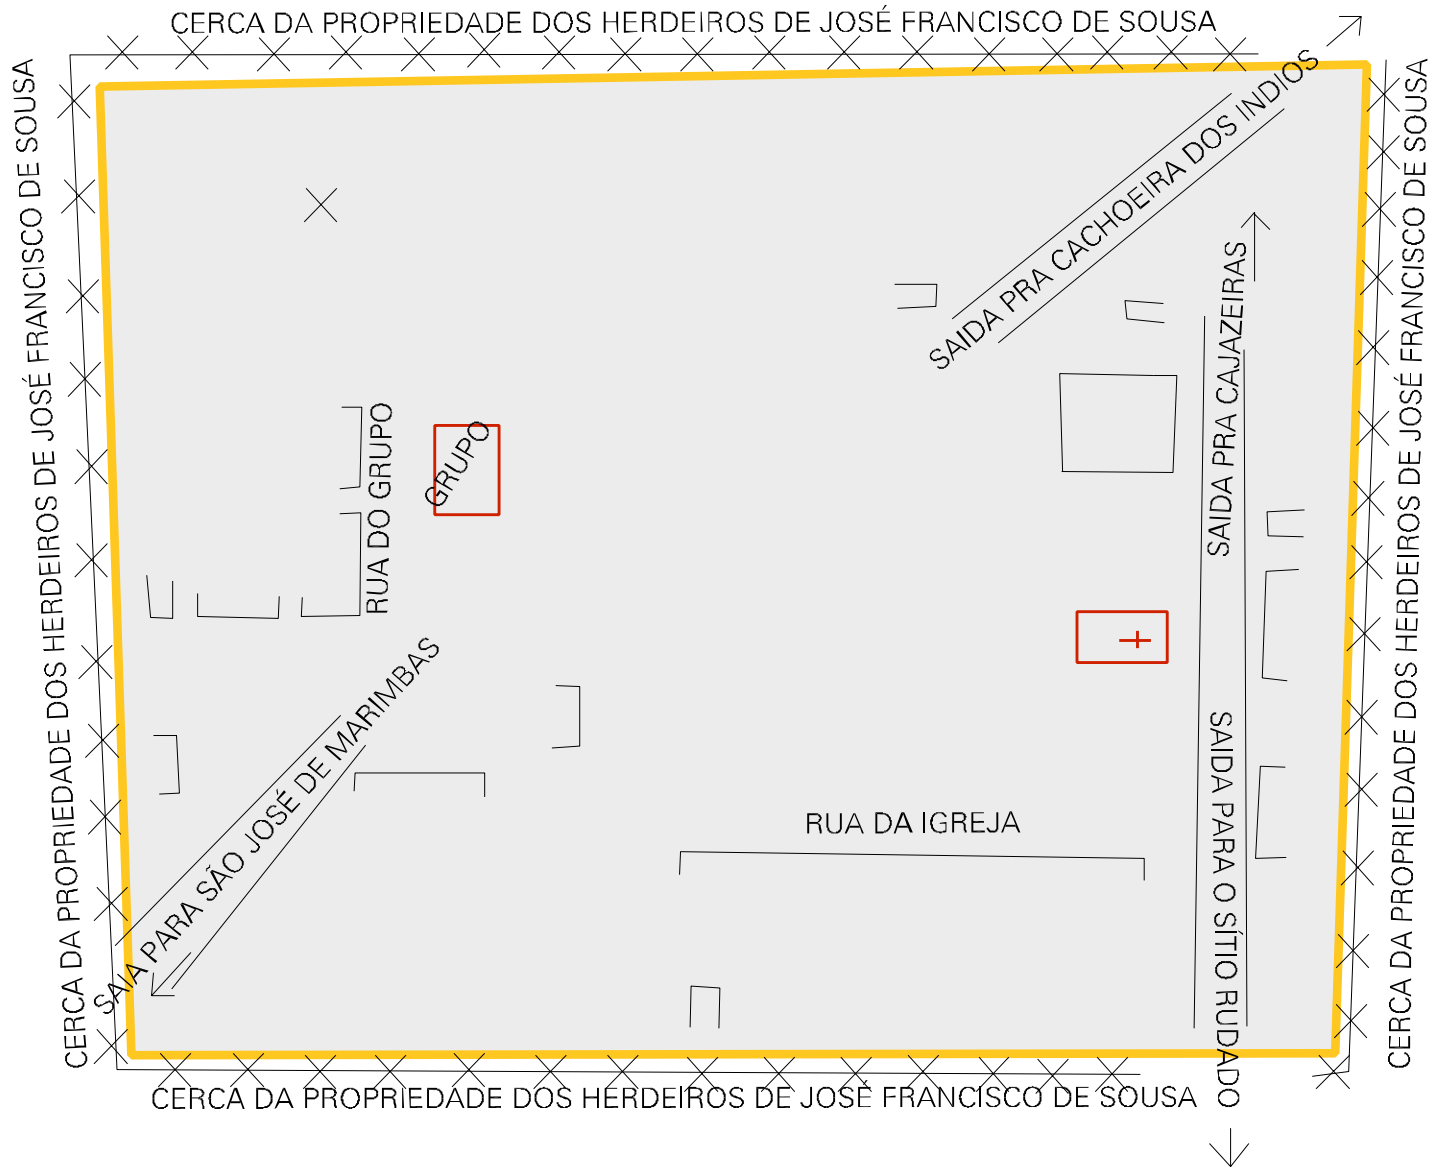 CERCA DA PROPRIEDADE DOS HERDEIROS DE JOSÉ FRANCISCO DE SOUSA
CERCA DA PROPRIEDADE DOS HERDEIROS DE JOSÉ FRANCISCO DE SOUSA
CERCA DA PROPRIEDADE DOS HERDEIROS DE JOSÉ FRANCISCO DE SOUSA
SAIDA PRA CACHOEIRA DOS INDIOS
SAIDA PRA CAJAZEIRAS
RUA DO GRUPO
GRUPO
SAIA PARA SÃO JOSÉ DE MARIMBAS
RUA DA IGREJA
SAIDA PARA O SÍTIO RUDADO
CERCA DA PROPRIEDADE DOS HERDEIROS DE JOSÉ FRANCISCO DE SOUSA